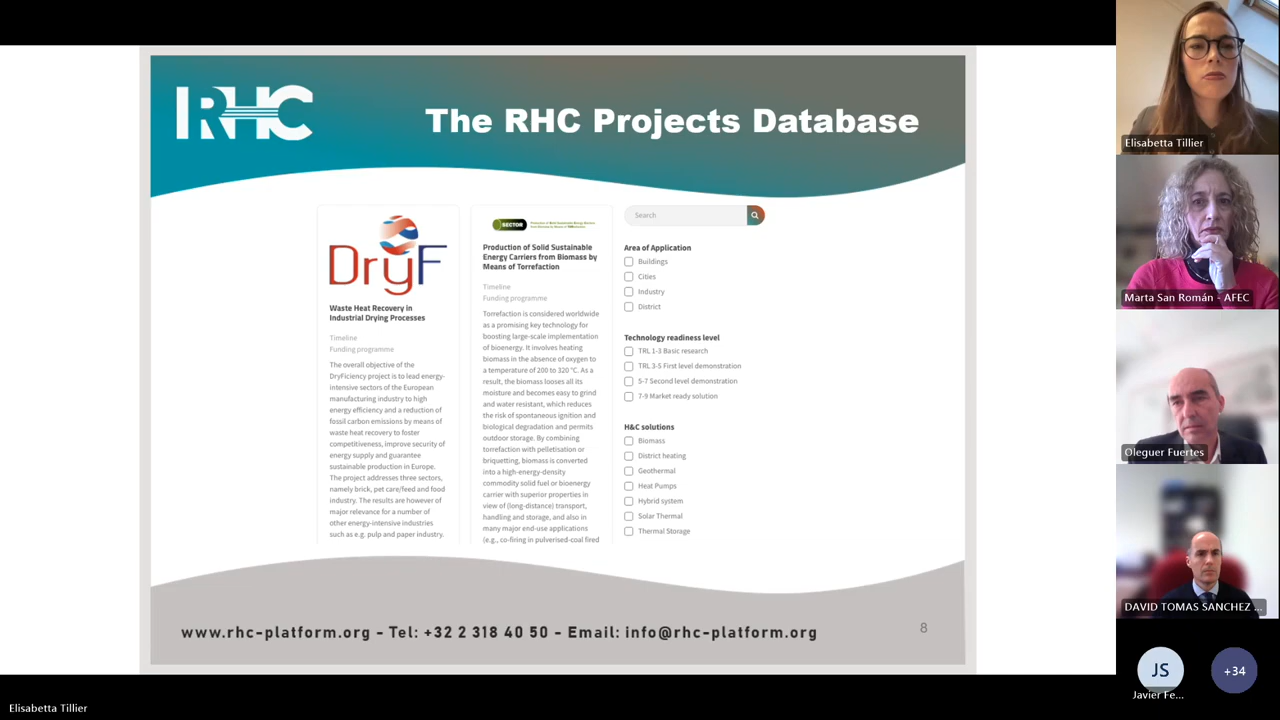 RHC
The RHC Projects Database
DryF
Waste Heat Recovery in
Industrial Drying Processes
Timeline
Funding programme
The overall objective of the
DryFiciency project is to lead energy-
intensive sectors of the European
manufacturing industry to high
energy efficiency and a reduction of
fossil carbon emissions by means of
waste heat recovery to foster
competitiveness, improve security of
energy supply and guarantee
sustainable production in Europe.
The project addresses three sectors,
namely brick, pet care/feed and food
industry. The results are however of
major relevance for a number of
other energy-intensive industries
such as e.g. pulp and paper industry.
SECTOR
Production of Solid Sustainable
Energy Carriers from Biomass by
Means of Torrefaction
Timeline
Funding programme
Torrefaction is considered worldwide
as a promising key technology for
boosting large-scale implementation
of bioenergy. It involves heating
biomass in the absence of oxygen to
a temperature of 200 to 320 °C. As a
result, the biomass looses all its
moisture and becomes easy to grind
and water resistant, which reduces
the risk of spontaneous ignition and
biological degradation and permits
outdoor storage. By combining
torrefaction with pelletisation or
briquetting, biomass is converted
into a high-energy-density
commodity solid fuel or bioenergy
carrier with superior properties in
view of (long-distance) transport,
handling and storage, and also in
many major end-use applications
(e.g., co-firing in pulverised-coal fired
Search
Area of Application
Buildings
Cities
Industry
District
Technology readiness level
TRL 1-3 Basic research
TRL 3-5 First level demonstration
5-7 Second level demonstration
7-9 Market ready solution
H&C solutions
Biomass
District heating
Geothermal
Heat Pumps
Hybrid system
Solar Thermal
Thermal Storage
www.rhc-platform.org - Tel: +32 2 318 40 50 - Email: info@rhc-platform.org
8
Elisabetta Tillier
Marta San Román - AFEC
Oleguer Fuertes
DAVID TOMAS SANCHEZ ...
JS
Javier Fe...
+34
Elisabetta Tillier